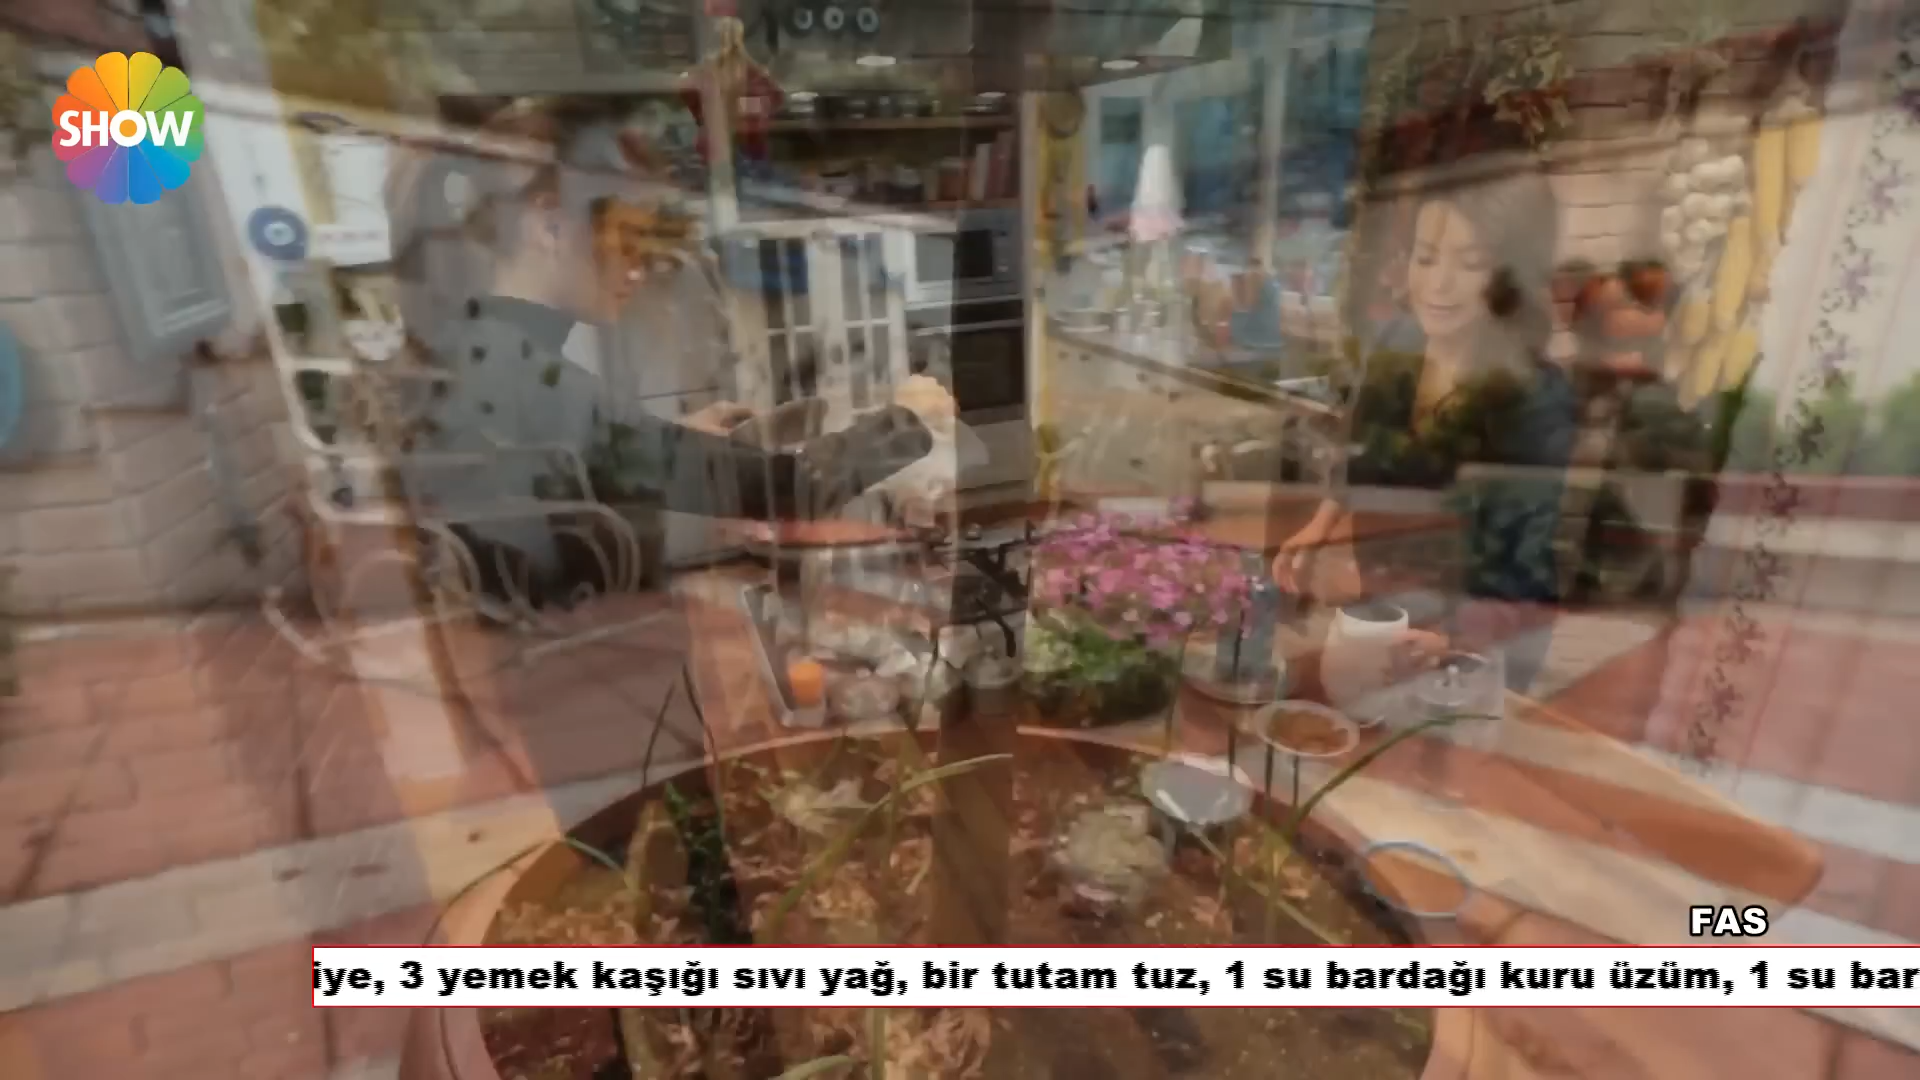 SHOW
FAS
iye, 3 yemek kaşığı sıvı yağ, bir tutam tuz, 1 su bardağı kuru üzüm, 1 su bar